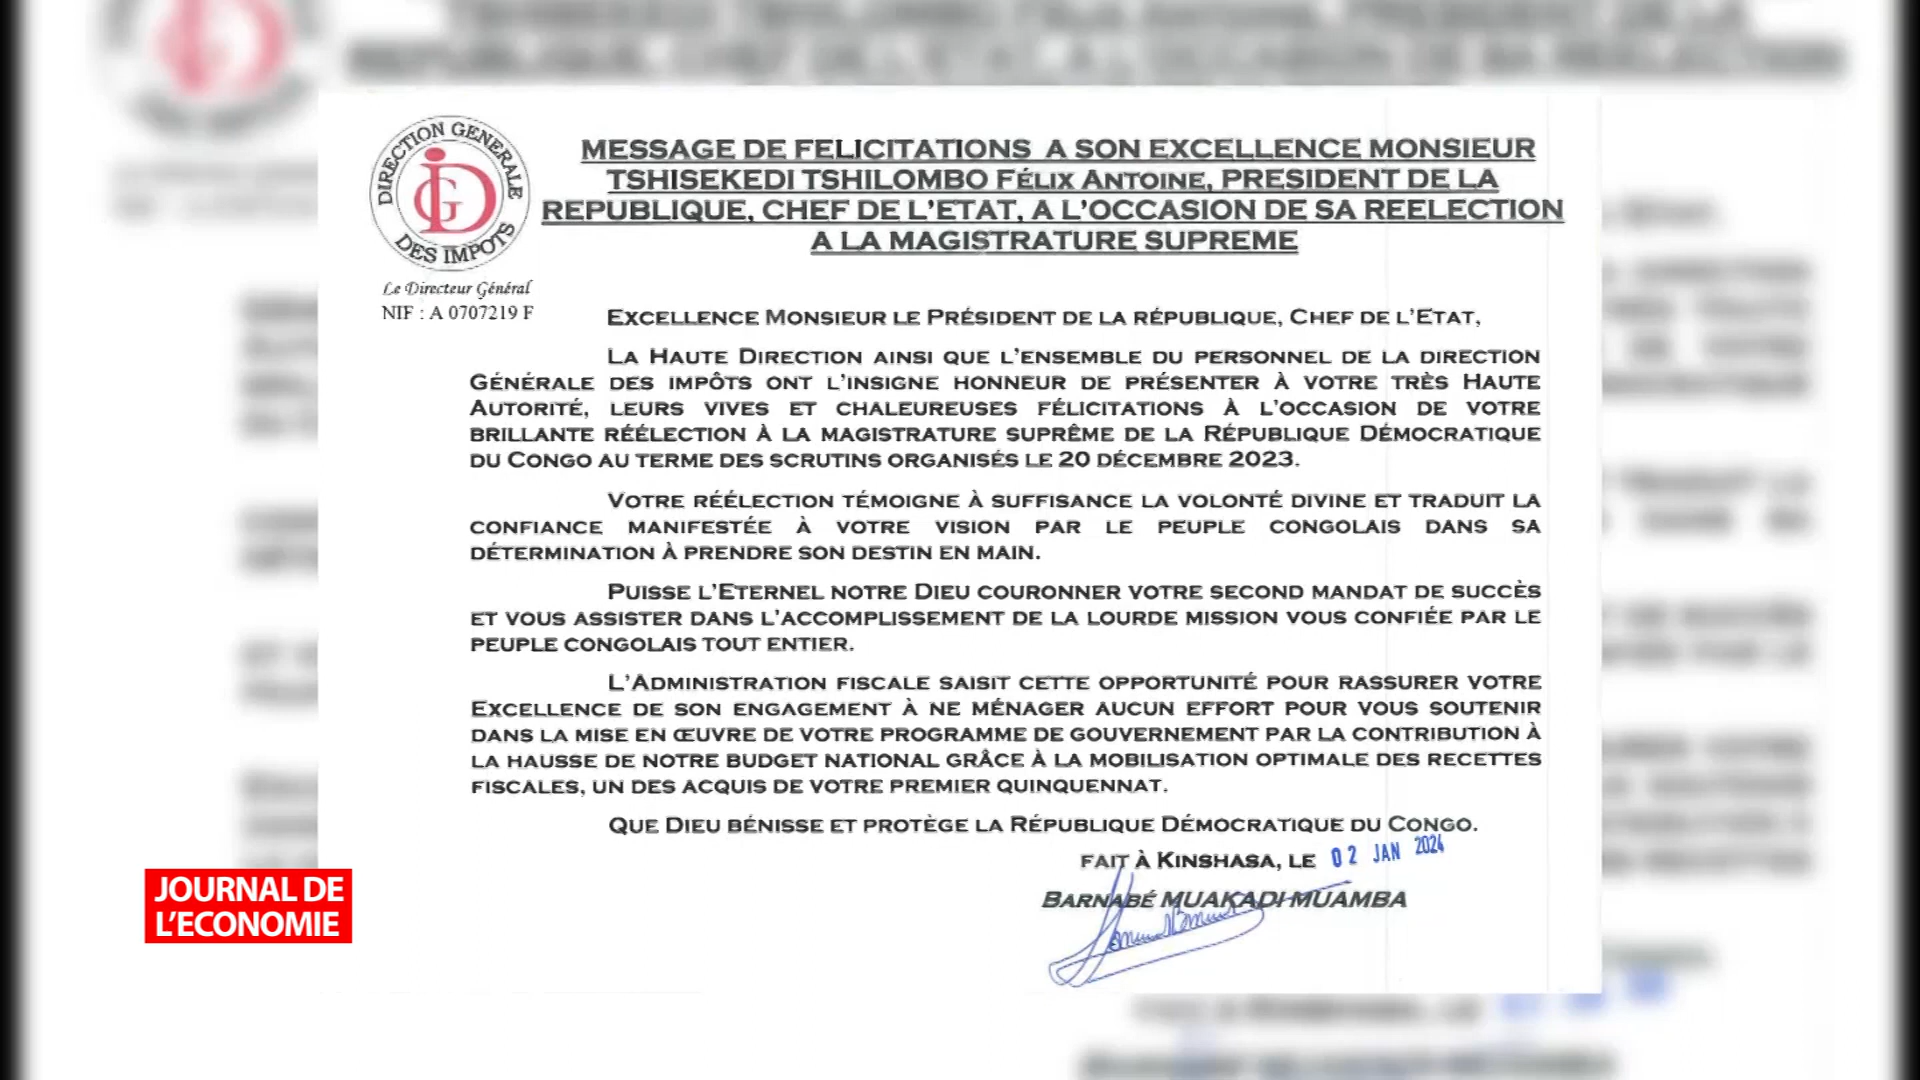 DIRECTION GENERALE
DES IMPOTS
DGI
Le Directeur Général
NIF : A 0707219 F
MESSAGE DE FELICITATIONS A SON EXCELLENCE MONSIEUR
TSHISEKEDI TSHILOMBO FÉLIX ANTOINE, PRESIDENT DE LA
REPUBLIQUE, CHEF DE L'ETAT, A L'OCCASION DE SA REELECTION
A LA MAGISTRATURE SUPREME
EXCELLENCE MONSIEUR LE PRÉSIDENT DE LA RÉPUBLIQUE, CHEF DE L'ETAT,
LA HAUTE DIRECTION AINSI QUE L'ENSEMBLE DU PERSONNEL DE LA DIRECTION
GÉNÉRALE DES IMPÔTS ONT L'INSIGNE HONNEUR DE PRÉSENTER À VOTRE TRÈS HAUTE
AUTORITÉ, LEURS VIVES ET CHALEUREUSES FÉLICITATIONS À L'OCCASION DE VOTRE
BRILLANTE RÉÉLECTION À LA MAGISTRATURE SUPRÊME DE LA RÉPUBLIQUE DÉMOCRATIQUE
DU CONGO AU TERME DES SCRUTINS ORGANISÉS LE 20 DÉCEMBRE 2023.
VOTRE RÉÉLECTION TÉMOIGNE À SUFFISANCE LA VOLONTÉ DIVINE ET TRADUIT LA
CONFIANCE MANIFESTÉE À VOTRE VISION PAR LE PEUPLE CONGOLAIS DANS SA
DÉTERMINATION À PRENDRE SON DESTIN EN MAIN.
PUISSE L'ETERNEL NOTRE DIEU COURONNER VOTRE SECOND MANDAT DE SUCCÈS
ET VOUS ASSISTER DANS L'ACCOMPLISSEMENT DE LA LOURDE MISSION VOUS CONFIÉE PAR LE
PEUPLE CONGOLAIS TOUT ENTIER.
L'ADMINISTRATION FISCALE SAISIT CETTE OPPORTUNITÉ POUR RASSURER VOTRE
EXCELLENCE DE SON ENGAGEMENT À NE MÉNAGER AUCUN EFFORT POUR VOUS SOUTENIR
DANS LA MISE EN ŒUVRE DE VOTRE PROGRAMME DE GOUVERNEMENT PAR LA CONTRIBUTION À
LA HAUSSE DE NOTRE BUDGET NATIONAL GRÂCE À LA MOBILISATION OPTIMALE DES RECETTES
FISCALES, UN DES ACQUIS DE VOTRE PREMIER QUINQUENNAT.
QUE DIEU BÉNISSE ET PROTÈGE LA RÉPUBLIQUE DÉMOCRATIQUE DU CONGO.
FAIT À KINSHASA, LE 02 JAN 2024
BARNABÉ MUAKADI MUAMBA
JOURNAL DE
L'ECONOMIE